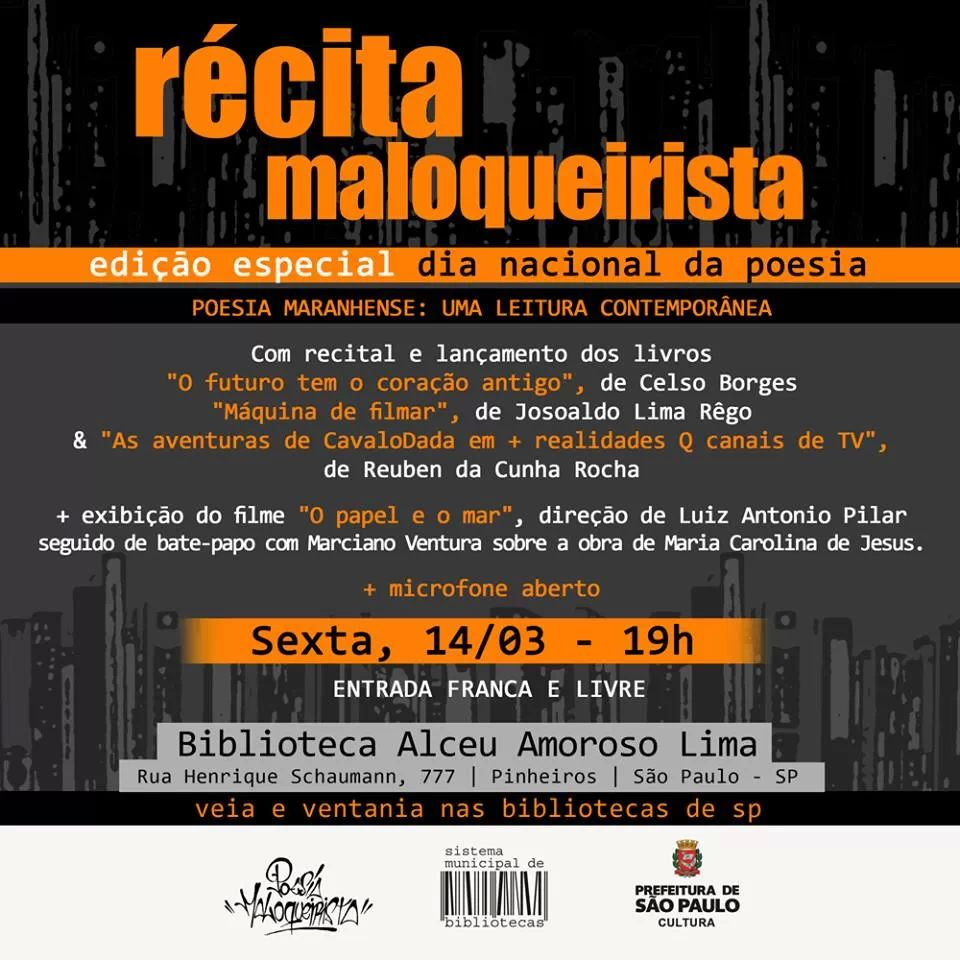 récita
maloqueirista
edição especial dia nacional da poesia
POESIA MARANHENSE: UMA LEITURA CONTEMPORÂNEA
Com recital e lançamento dos livros
"O futuro tem o coração antigo", de Celso Borges
"Máquina de filmar", de Josoaldo Lima Rêgo
& "As aventuras de CavaloDada em + realidades Q canais de TV",
de Reuben da Cunha Rocha
+ exibição do filme "O papel e o mar", direção de Luiz Antonio Pilar
seguido de bate-papo com Marciano Ventura sobre a obra de Maria Carolina de Jesus.
+ microfone aberto
Sexta, 14/03 - 19h
ENTRADA FRANCA E LIVRE
Biblioteca Alceu Amoroso Lima
Rua Henrique Schaumann, 777 | Pinheiros | São Paulo - SP
veia e ventania nas bibliotecas de sp
Poesia
"Maloqueirista"
sistema
municipal de
bibliotecas
PREFEITURA DE
SÃO PAULO
CULTURA